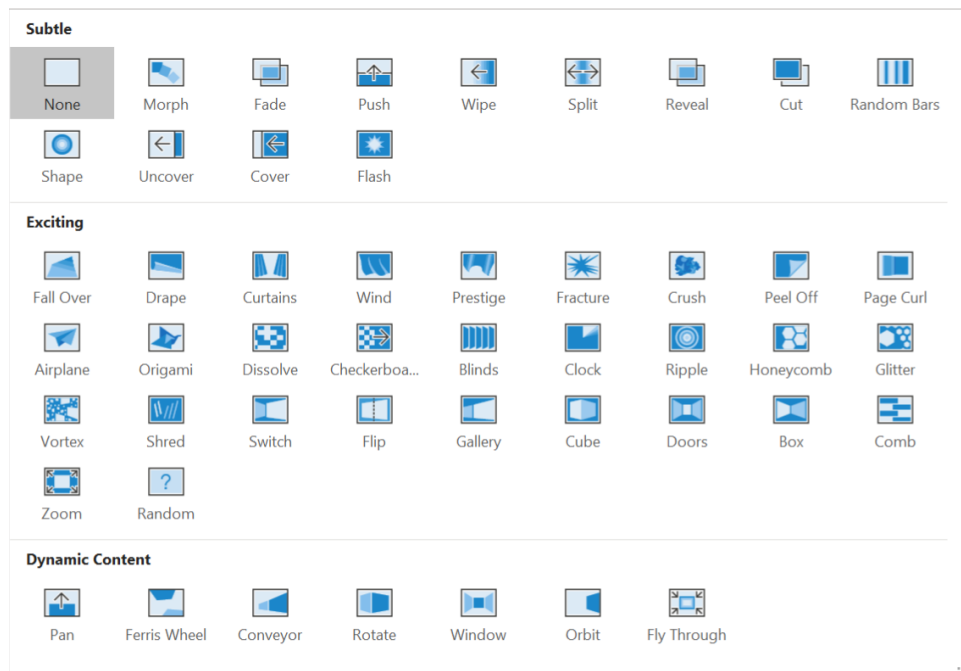 Subtle
None Morph Fade Push Wipe Split Reveal Cut Random Bars
Shape Uncover Cover Flash
Exciting
Fall Over Drape Curtains Wind Prestige Fracture Crush Peel Off Page Curl
Airplane Origami Dissolve Checkerboa... Blinds Clock Ripple Honeycomb Glitter
Vortex Shred Switch Flip Gallery Cube Doors Box Comb
?
Zoom Random
Dynamic Content
Pan Ferris Wheel Conveyor Rotate Window Orbit Fly Through